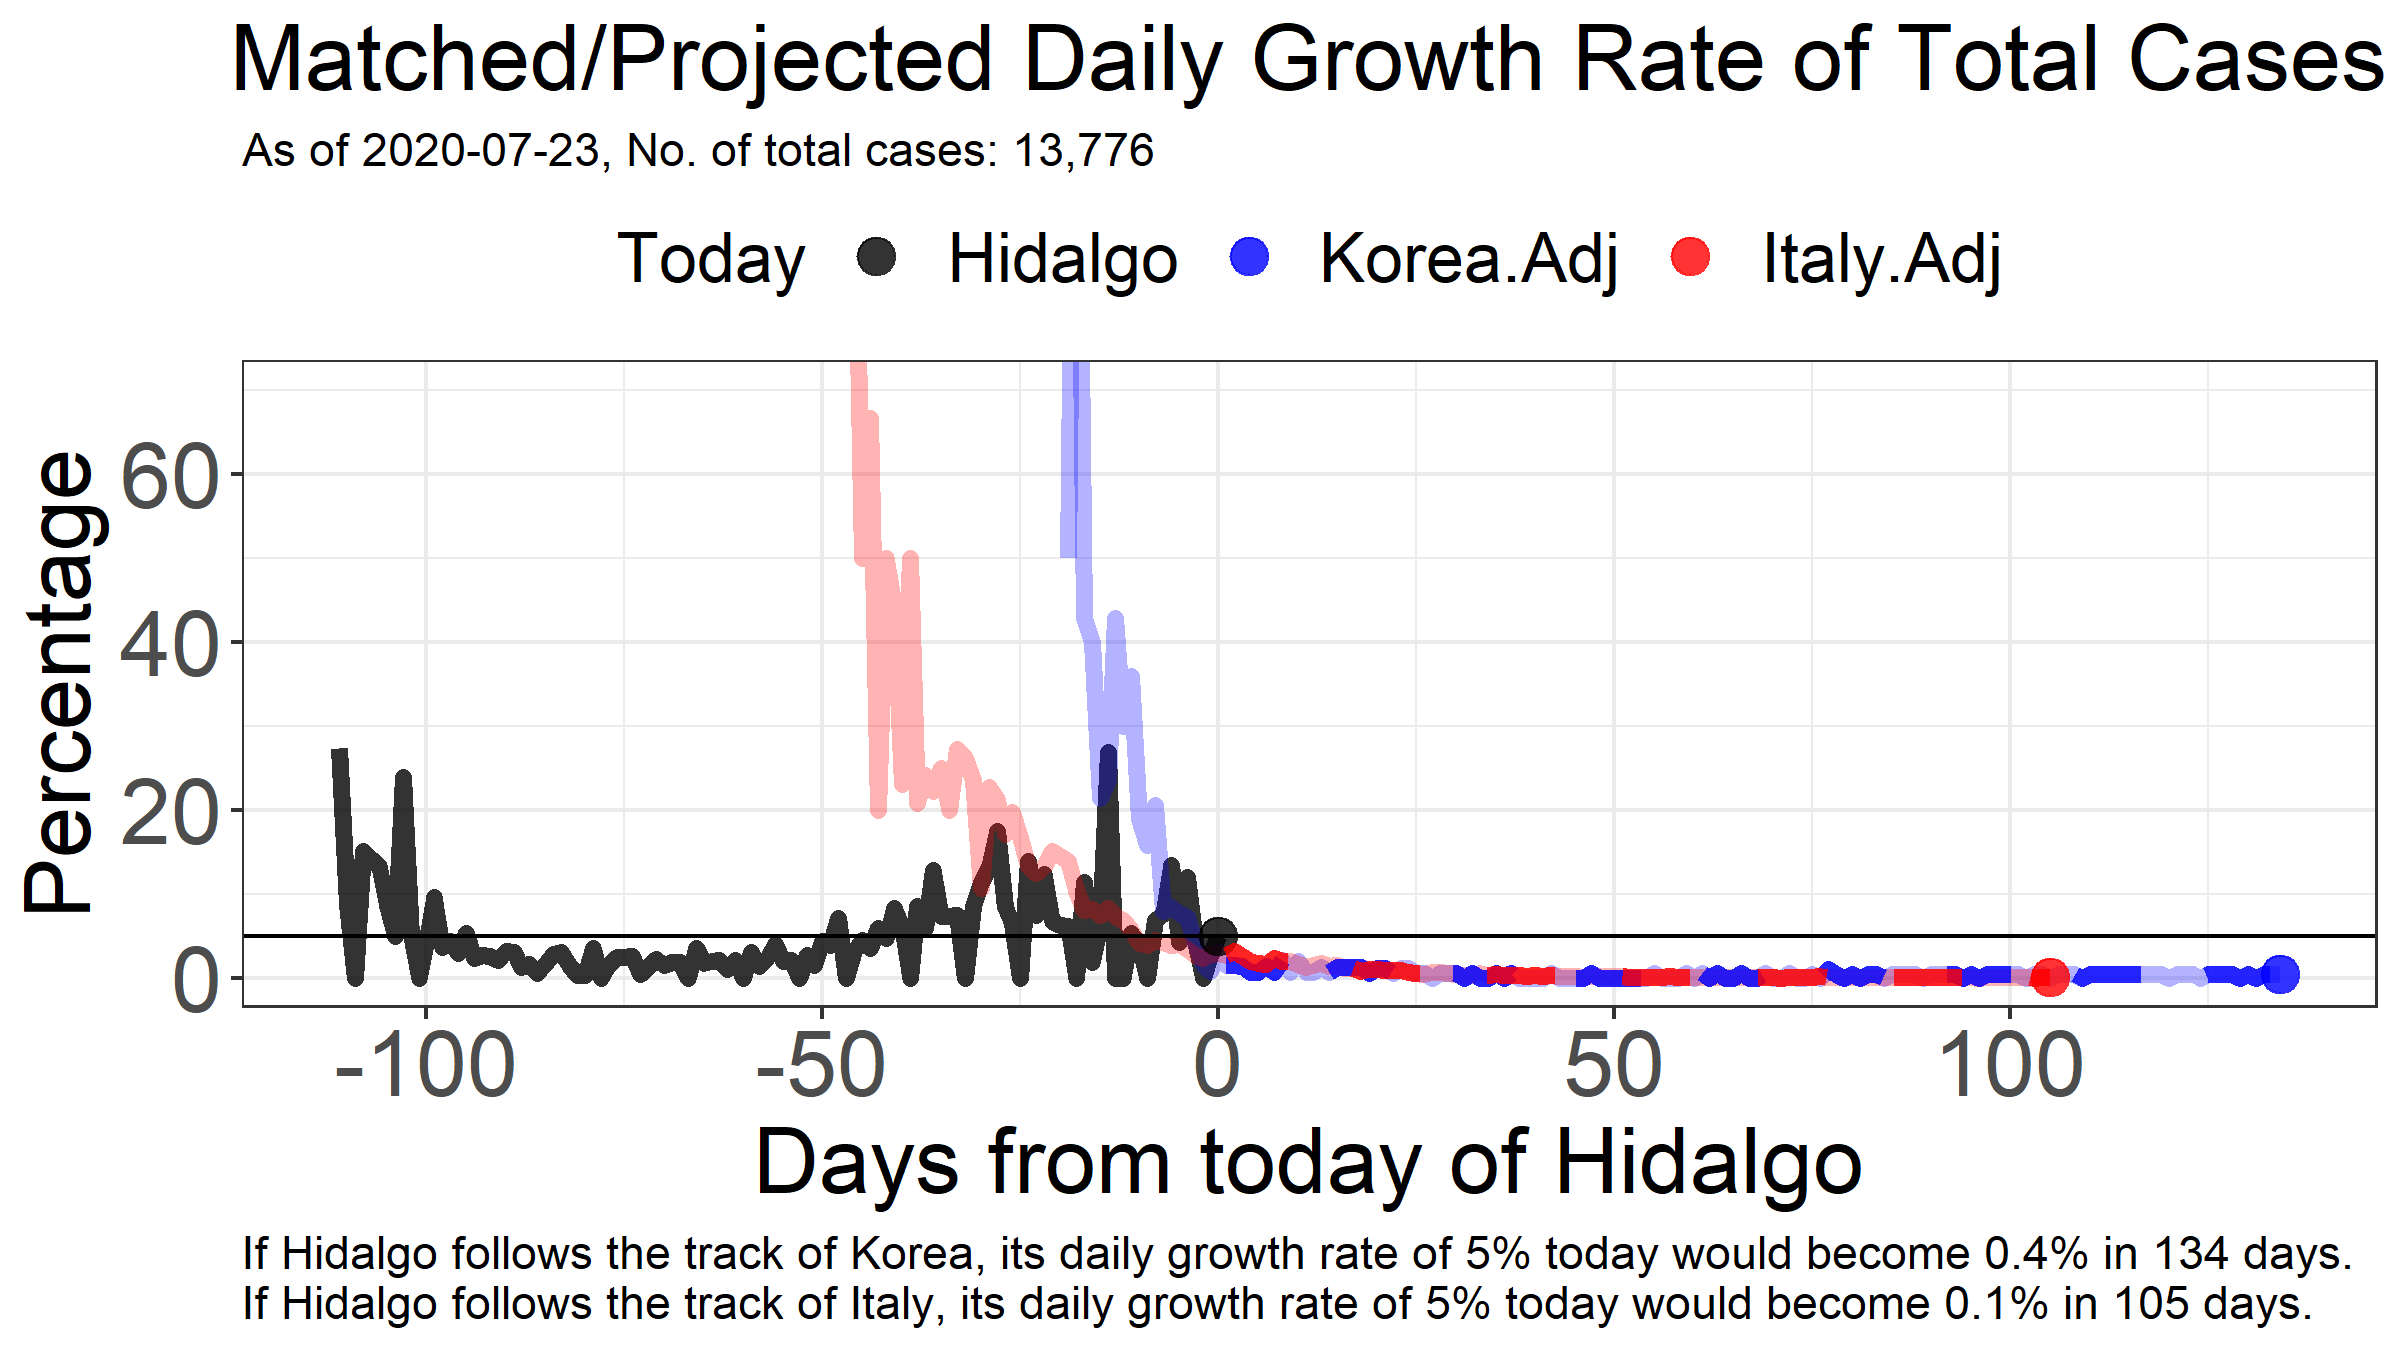 Matched/Projected Daily Growth Rate of Total Cases
As of 2020-07-23, No. of total cases: 13,776
Today Hidalgo Korea.Adj Italy.Adj
Percentage
60
40
20
0
-100 -50 0 50 100
Days from today of Hidalgo
If Hidalgo follows the track of Korea, its daily growth rate of 5% today would become 0.4% in 134 days.
If Hidalgo follows the track of Italy, its daily growth rate of 5% today would become 0.1% in 105 days.